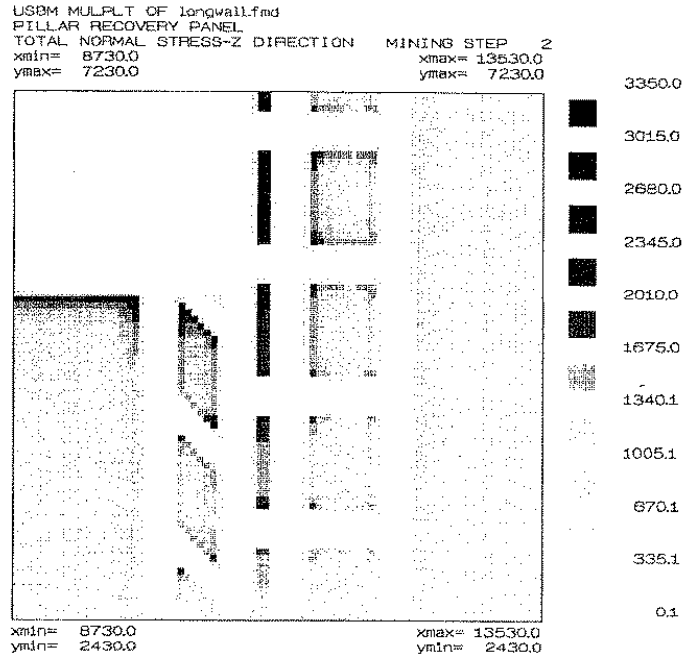 USBM MULPLT OF longwall.fmd
PILLAR RECOVERY PANEL
TOTAL NORMAL STRESS-Z DIRECTION MINING STEP 2
xmin= 8730.0 xmax= 13530.0
ymax= 7230.0 ymax= 7230.0
3350.0
3015.0
2680.0
2345.0
2010.0
1675.0
1340.1
1005.1
670.1
335.1
0.1
xmin= 8730.0 xmax= 13530.0
ymin= 2430.0 ymin= 2430.0